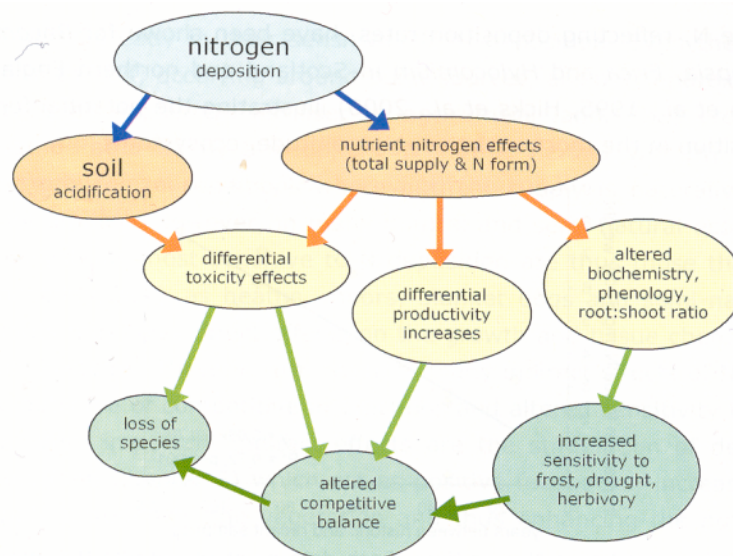 nitrogen
deposition
nutrient nitrogen effects
(total supply & N form)
soil
acidification
differential
toxicity effects
altered
biochemistry,
phenology,
root:shoot ratio
differential
productivity
increases
loss of
species
increased
sensitivity to
frost, drought,
herbivory
altered
competitive
balance